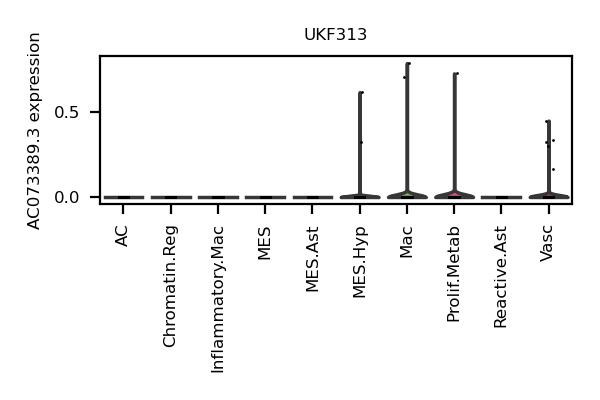 UKF313
AC073389.3 expression
0.5
0.0
AC
Chromatin.Reg
Inflammatory.Mac
MES
MES.Ast
MES.Hyp
Mac
Prolif.Metab
Reactive.Ast
Vasc